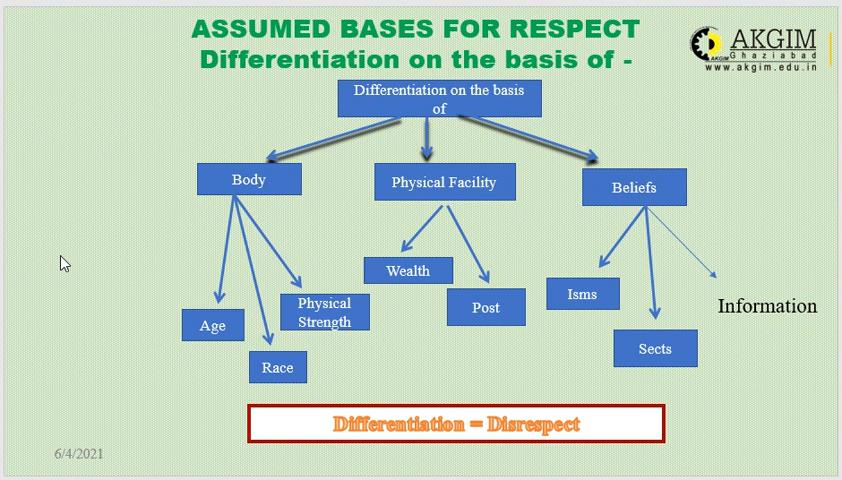 ASSUMED BASES FOR RESPECT
Differentiation on the basis of -
AKGIM
Ghaziabad
AKGIM
www.akgim.edu.in
Differentiation on the basis
of
Body
Physical Facility
Beliefs
Wealth
Post
Isms
Information
Age
Physical
Strength
Race
Sects
Differentiation = Disrespect
6/4/2021